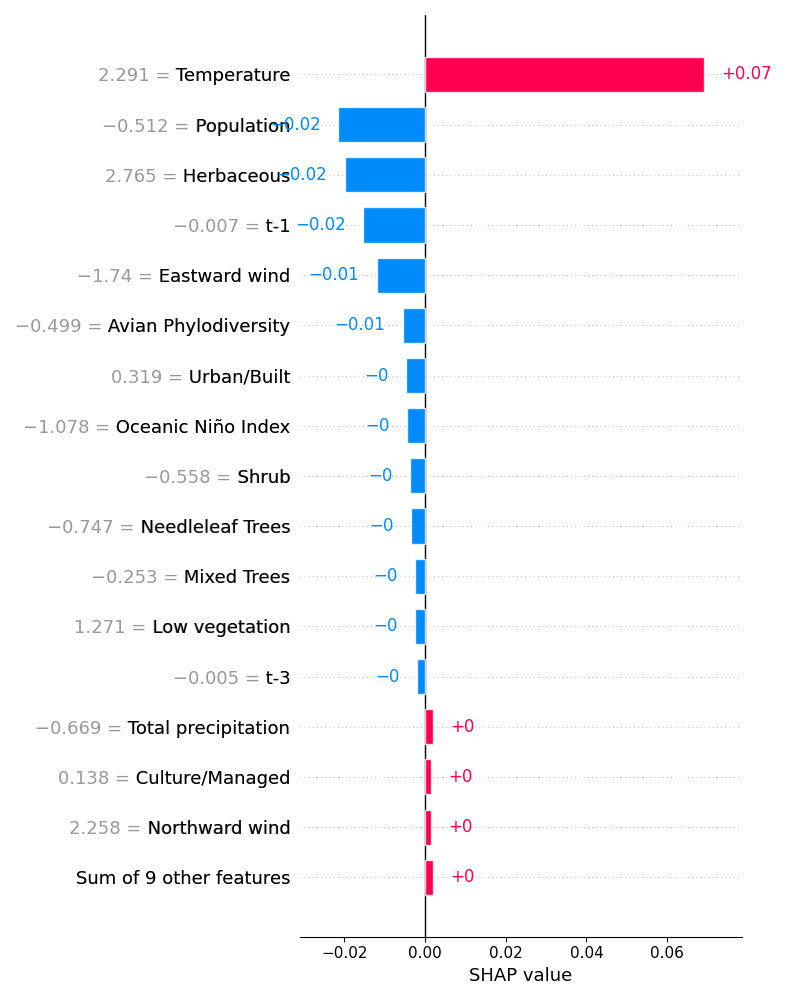 2.291 = Temperature +0.07
−0.512 = Population −0.02
2.765 = Herbaceous −0.02
−0.007 = t-1 −0.02
−1.74 = Eastward wind −0.01
−0.499 = Avian Phylodiversity −0.01
0.319 = Urban/Built −0
−1.078 = Oceanic Niño Index −0
−0.558 = Shrub −0
−0.747 = Needleleaf Trees −0
−0.253 = Mixed Trees −0
1.271 = Low vegetation −0
−0.005 = t-3 −0
−0.669 = Total precipitation +0
0.138 = Culture/Managed +0
2.258 = Northward wind +0
Sum of 9 other features +0
−0.02 0.00 0.02 0.04 0.06
SHAP value